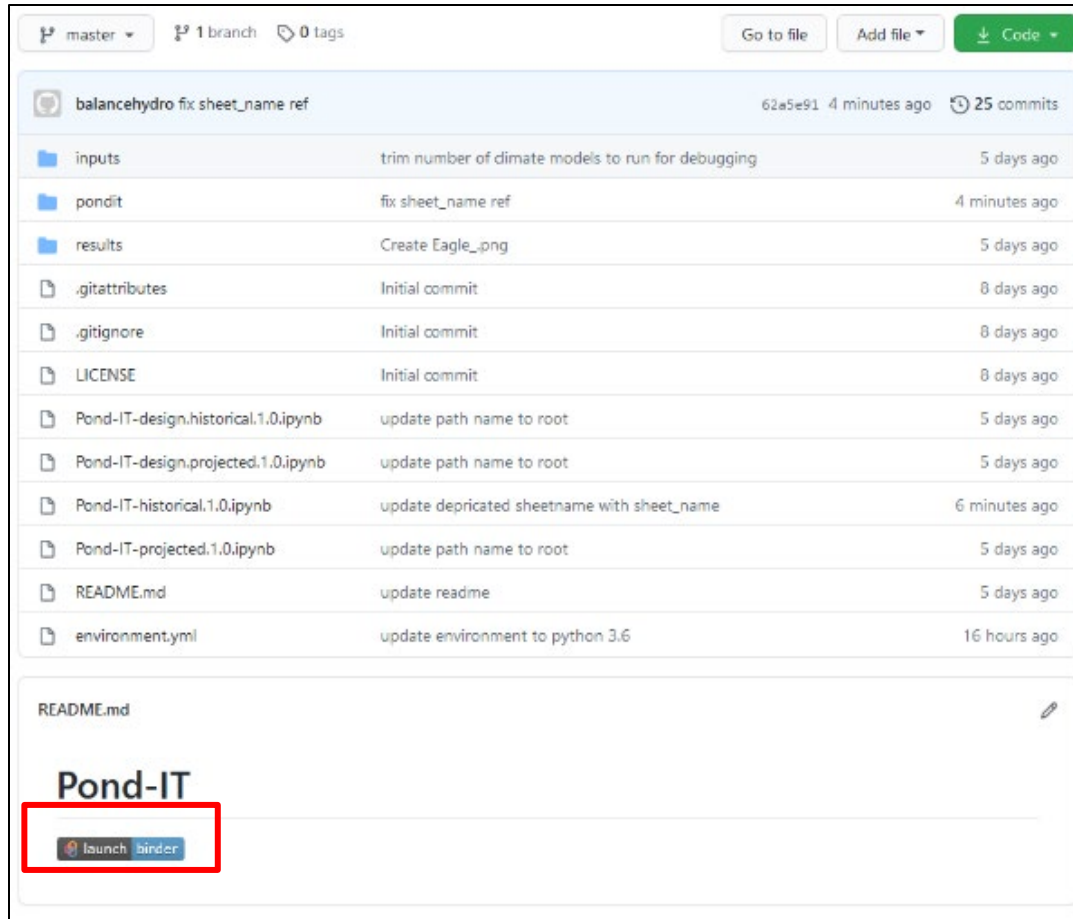 master 1 branch 0 tags Go to file Add file Code
balancehydro fix sheet_name ref 62a5e91 4 minutes ago 25 commits
inputs trim number of climate models to run for debugging 5 days ago
pondit fix sheet_name ref 4 minutes ago
results Create Eagle_.png 5 days ago
.gitattributes Initial commit 8 days ago
.gitignore Initial commit 8 days ago
LICENSE Initial commit 8 days ago
Pond-IT-design.historical.1.0.ipynb update path name to root 5 days ago
Pond-IT-design.projected.1.0.ipynb update path name to root 5 days ago
Pond-IT-historical.1.0.ipynb update depricated sheetname with sheet_name 6 minutes ago
Pond-IT-projected.1.0.ipynb update path name to root 5 days ago
README.md update readme 5 days ago
environment.yml update environment to python 3.6 16 hours ago
README.md
Pond-IT
launch binder